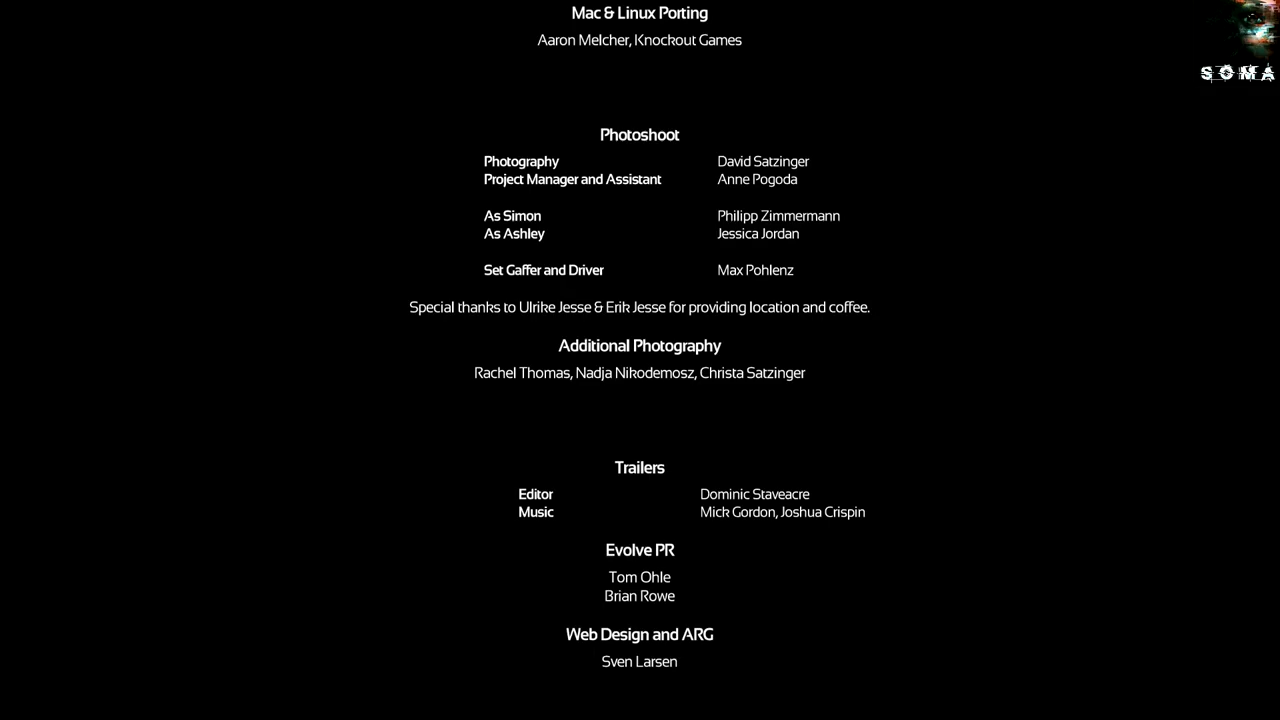 Mac & Linux Porting
Aaron Melcher, Knockout Games
SOMA
Photoshoot
Photography David Satzinger
Project Manager and Assistant Anne Pogoda
As Simon Philipp Zimmermann
As Ashley Jessica Jordan
Set Gaffer and Driver Max Pohlenz
Special thanks to Ulrike Jesse & Erik Jesse for providing location and coffee.
Additional Photography
Rachel Thomas, Nadja Nikodemosz, Christa Satzinger
Trailers
Editor Dominic Staveacre
Music Mick Gordon, Joshua Crispin
Evolve PR
Tom Ohle
Brian Rowe
Web Design and ARG
Sven Larsen